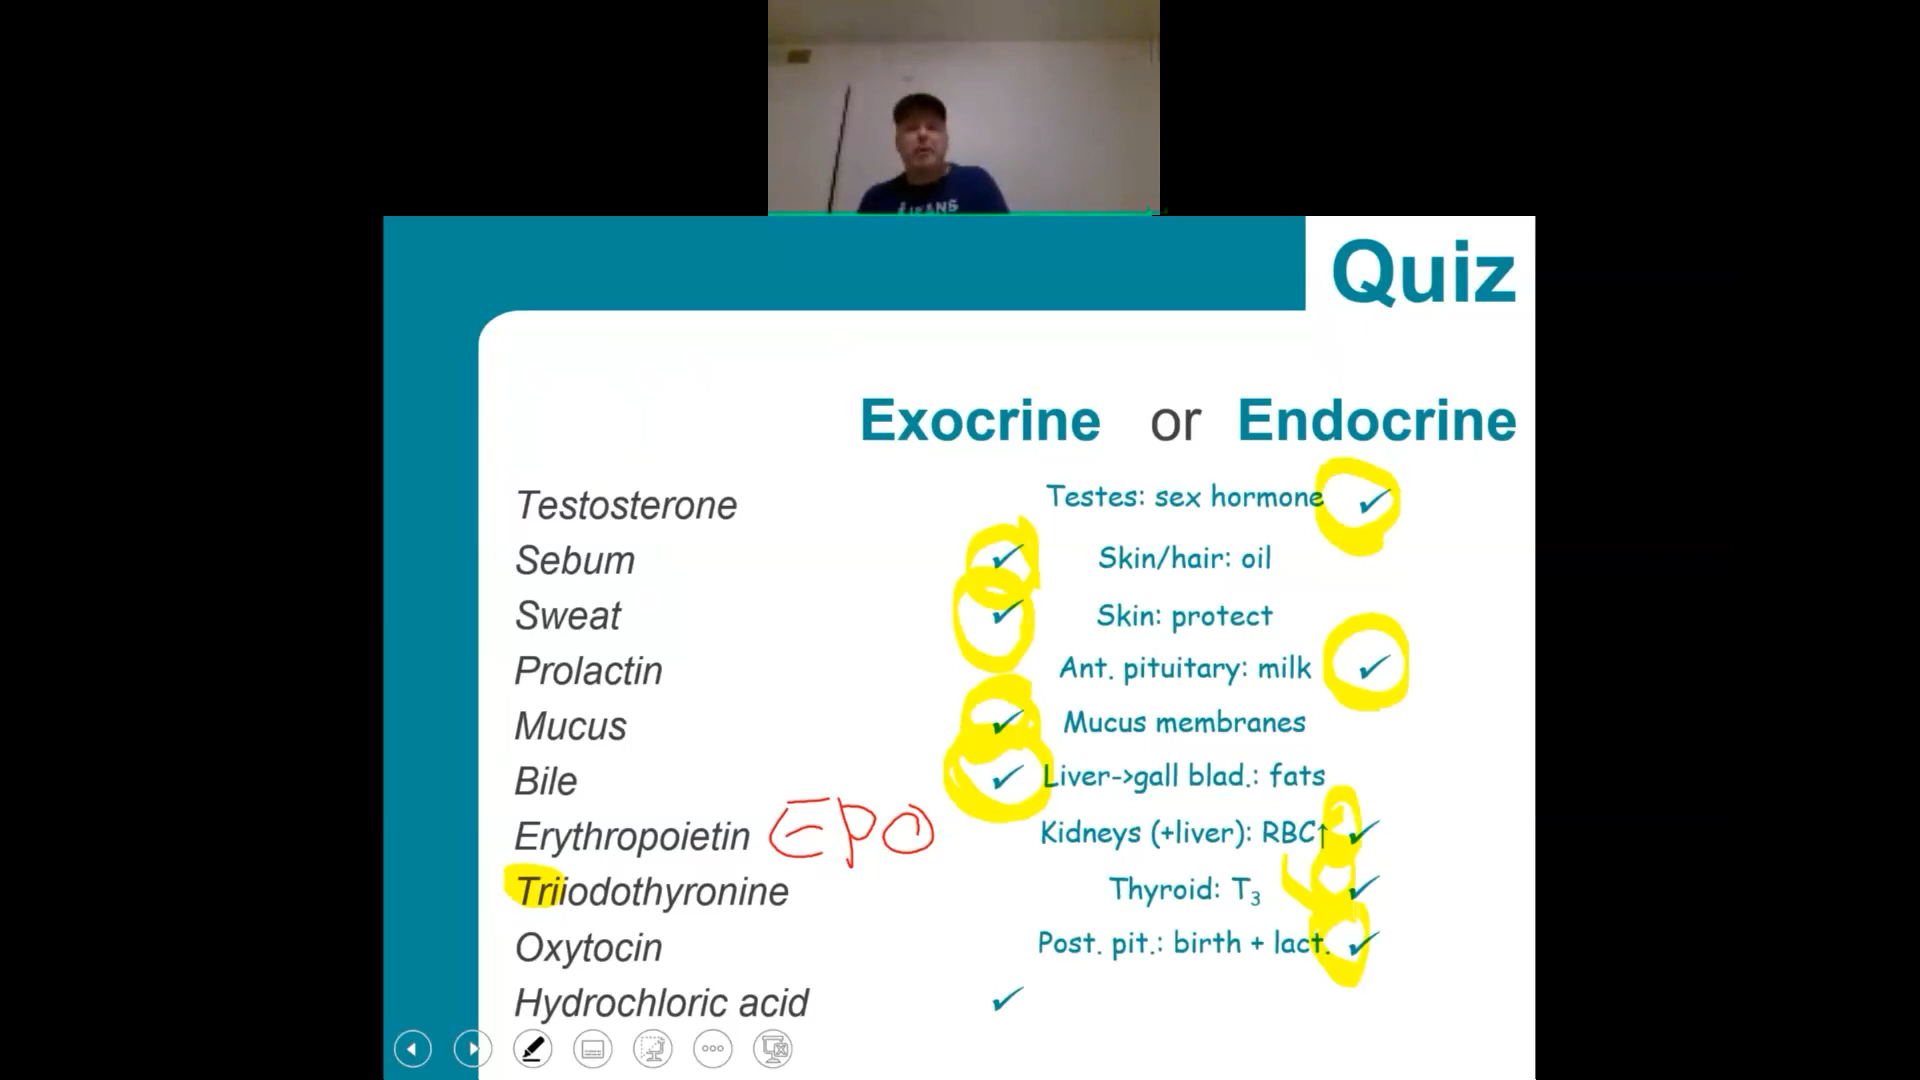 Quiz
Exocrine or Endocrine
Testosterone Testes: sex hormone ✓
Sebum ✓ Skin/hair: oil
Sweat ✓ Skin: protect
Prolactin Ant. pituitary: milk ✓
Mucus ✓ Mucus membranes
Bile ✓ Liver->gall blad.: fats
Erythropoietin EPO Kidneys (+liver): RBC↑ ✓
Triiodothyronine Thyroid: T₃ ✓
Oxytocin Post. pit.: birth + lact. ✓
Hydrochloric acid ✓